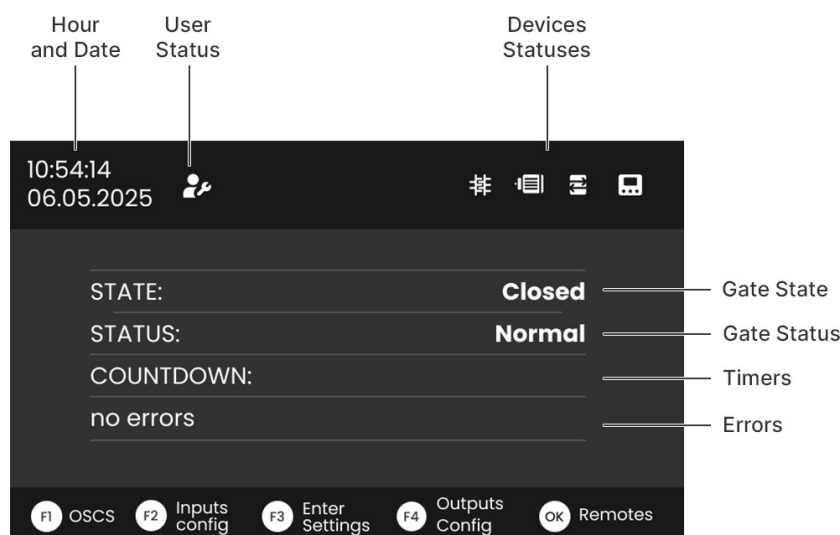 Hour
and Date
User
Status
Devices
Statuses
10:54:14
06.05.2025
STATE: Closed
Gate State
STATUS: Normal
Gate Status
COUNTDOWN:
Timers
no errors
Errors
F1 OSCS
F2 Inputs
config
F3 Enter
Settings
F4 Outputs
Config
OK Remotes